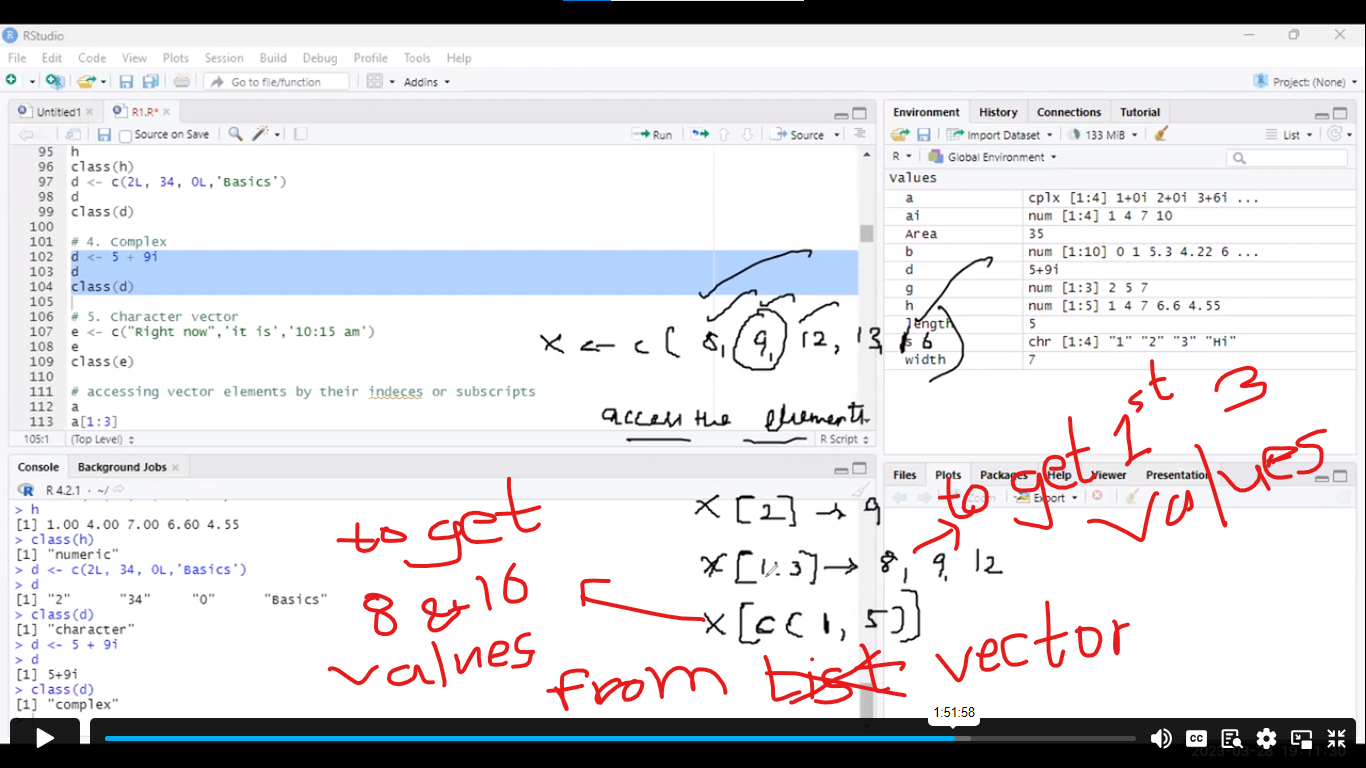 RStudio
File Edit Code View Plots Session Build Debug Profile Tools Help
Go to file/function Addins Project: (None)
Untitled1 R1.R*
Source on Save Run Source
95 h
96 class(h)
97 d <- c(2L, 34, 0L,'Basics')
98 d
99 class(d)
100
101 # 4. Complex
102 d <- 5 + 9i
103 d
104 class(d)
105
106 # 5. Character vector
107 e <- c("Right now",'it is','10:15 am')
108 e
109 class(e)
110
111 # accessing vector elements by their indeces or subscripts
112 a
113 a[1:3]
105:1 (Top Level) R Script
x <- c ( 8, 9, 12, 13, 16 )
access the elements
Environment History Connections Tutorial
Import Dataset 133 MiB List
R Global Environment
Values
a cplx [1:4] 1+0i 2+0i 3+6i ...
ai num [1:4] 1 4 7 10
Area 35
b num [1:10] 0 1 5.3 4.22 6 ...
d 5+9i
g num [1:3] 2 5 7
h num [1:5] 1 4 7 6.6 4.55
length 5
s chr [1:4] "1" "2" "3" "Hi"
width 7
Console Background Jobs
R 4.2.1 · ~/
> h
[1] 1.00 4.00 7.00 6.60 4.55
> class(h)
[1] "numeric"
> d <- c(2L, 34, 0L,'Basics')
> d
[1] "2" "34" "0" "Basics"
> class(d)
[1] "character"
> d <- 5 + 9i
> d
[1] 5+9i
> class(d)
[1] "complex"
>
Files Plots Packages Help Viewer Presentation
Zoom Export
x [2] → 9
x [1:3] → 8, 9, 12
x [c( 1, 5 )]
to get 1st 3
values
to get
8 & 16
values
from list vector
1:51:58
CC